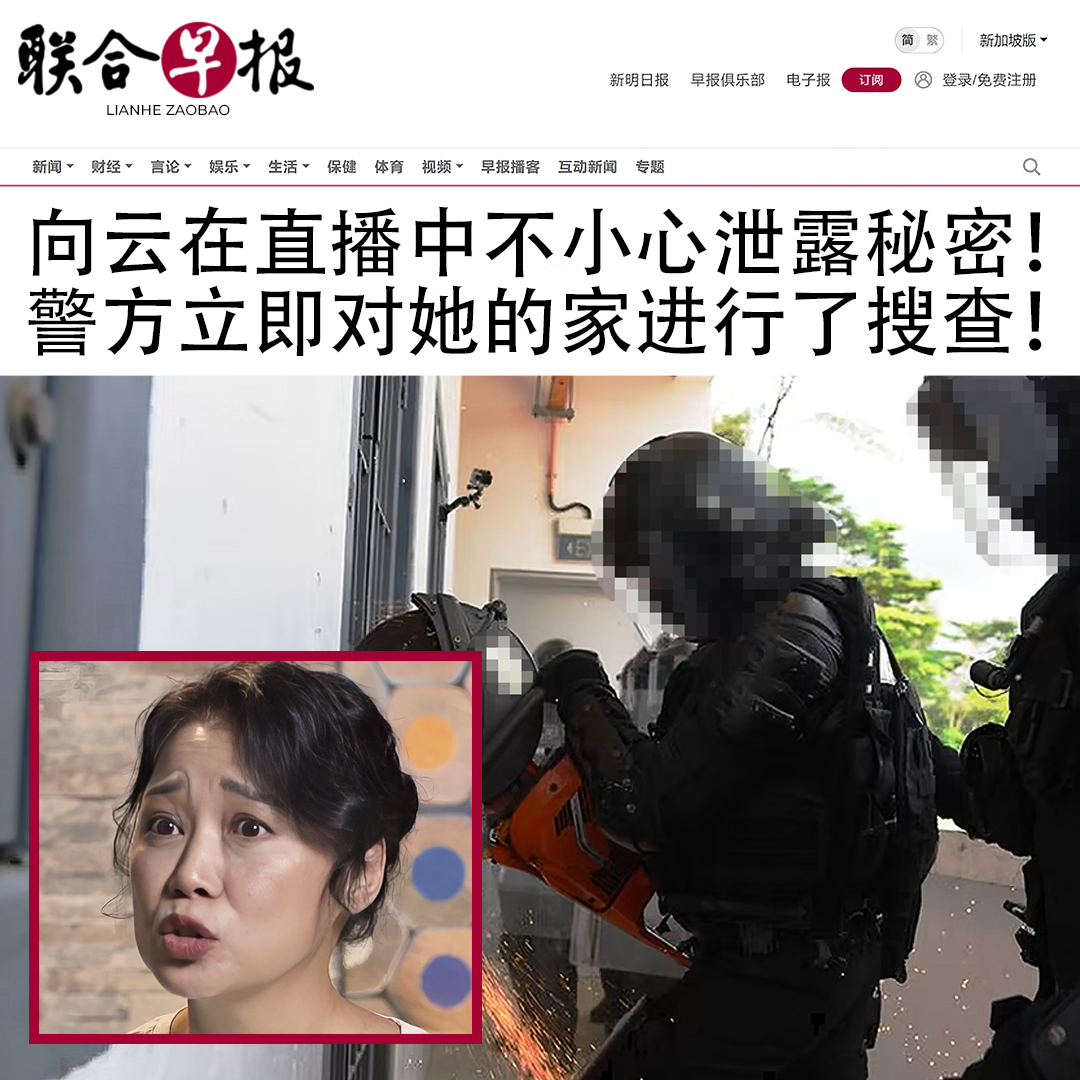 联合早报
LIANHE ZAOBAO
简 繁 新加坡版
新明日报 早报俱乐部 电子报 订阅 登录/免费注册
新闻 财经 言论 娱乐 生活 保健 体育 视频 早报播客 互动新闻 专题
向云在直播中不小心泄露秘密！
警方立即对她的家进行了搜查！